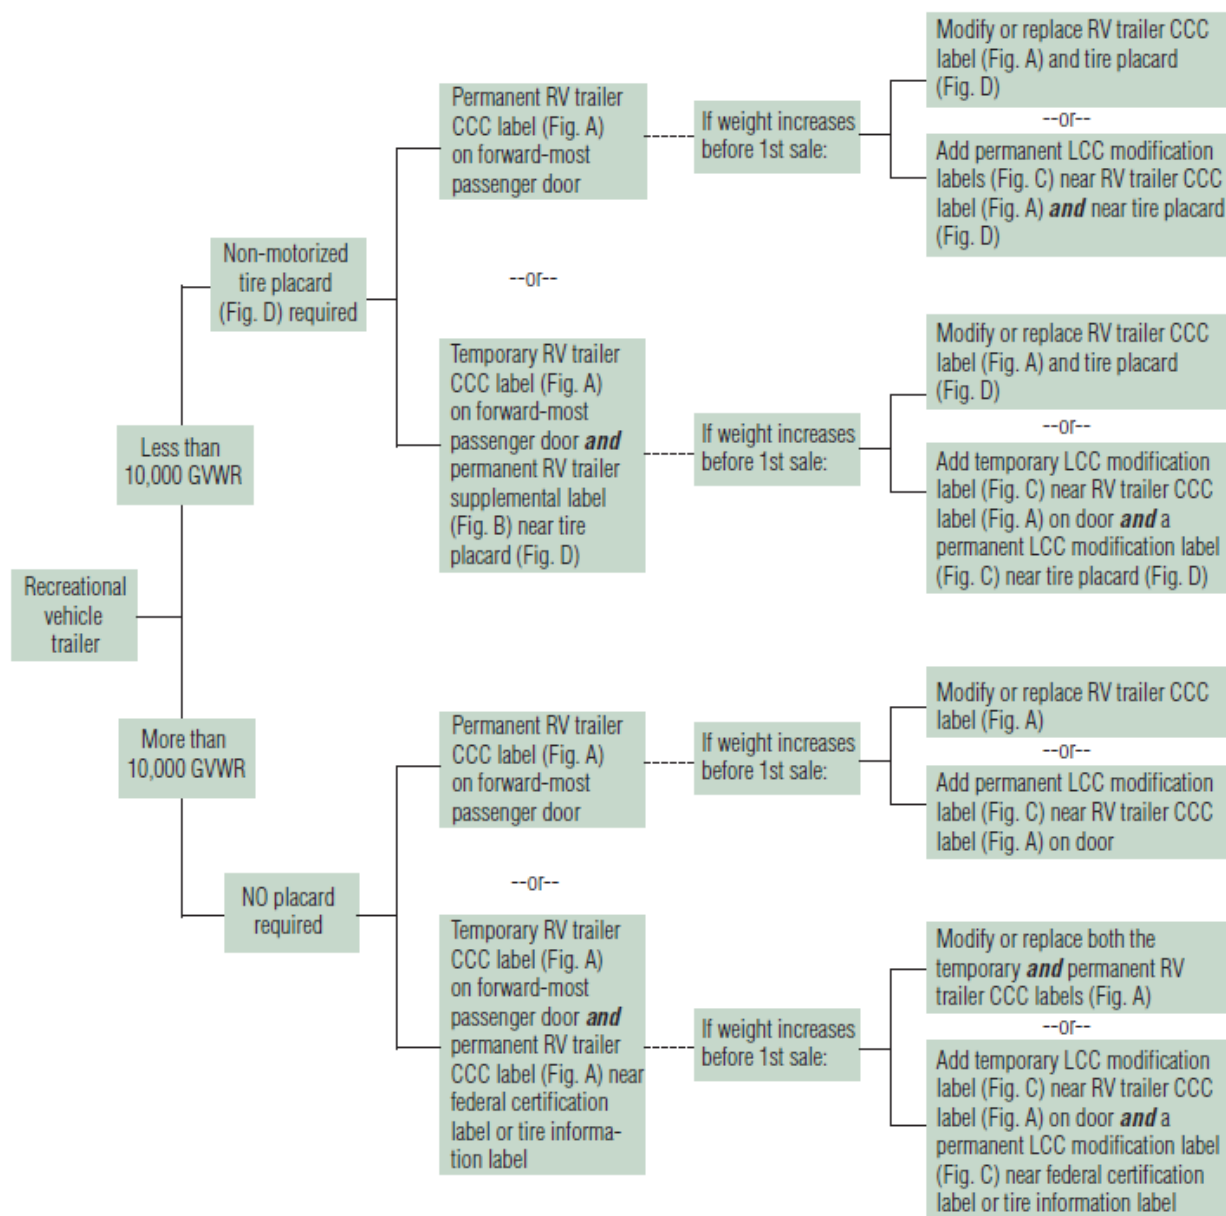 Recreational
vehicle
trailer
Less than
10,000 GVWR
Non-motorized
tire placard
(Fig. D) required
Permanent RV trailer
CCC label (Fig. A)
on forward-most
passenger door
If weight increases
before 1st sale:
Modify or replace RV trailer CCC
label (Fig. A) and tire placard
(Fig. D)
--or--
Add permanent LCC modification
labels (Fig. C) near RV trailer CCC
label (Fig. A) and near tire placard
(Fig. D)
--or--
Temporary RV trailer
CCC label (Fig. A)
on forward-most
passenger door and
permanent RV trailer
supplemental label
(Fig. B) near tire
placard (Fig. D)
If weight increases
before 1st sale:
Modify or replace RV trailer CCC
label (Fig. A) and tire placard
(Fig. D)
--or--
Add temporary LCC modification
label (Fig. C) near RV trailer CCC
label (Fig. A) on door and a
permanent LCC modification label
(Fig. C) near tire placard (Fig. D)
More than
10,000 GVWR
NO placard
required
Permanent RV trailer
CCC label (Fig. A)
on forward-most
passenger door
If weight increases
before 1st sale:
Modify or replace RV trailer CCC
label (Fig. A)
--or--
Add permanent LCC modification
label (Fig. C) near RV trailer CCC
label (Fig. A) on door
--or--
Temporary RV trailer
CCC label (Fig. A)
on forward-most
passenger door and
permanent RV trailer
CCC label (Fig. A) near
federal certification
label or tire informa-
tion label
If weight increases
before 1st sale:
Modify or replace both the
temporary and permanent RV
trailer CCC labels (Fig. A)
--or--
Add temporary LCC modification
label (Fig. C) near RV trailer CCC
label (Fig. A) on door and a
permanent LCC modification label
(Fig. C) near federal certification
label or tire information label